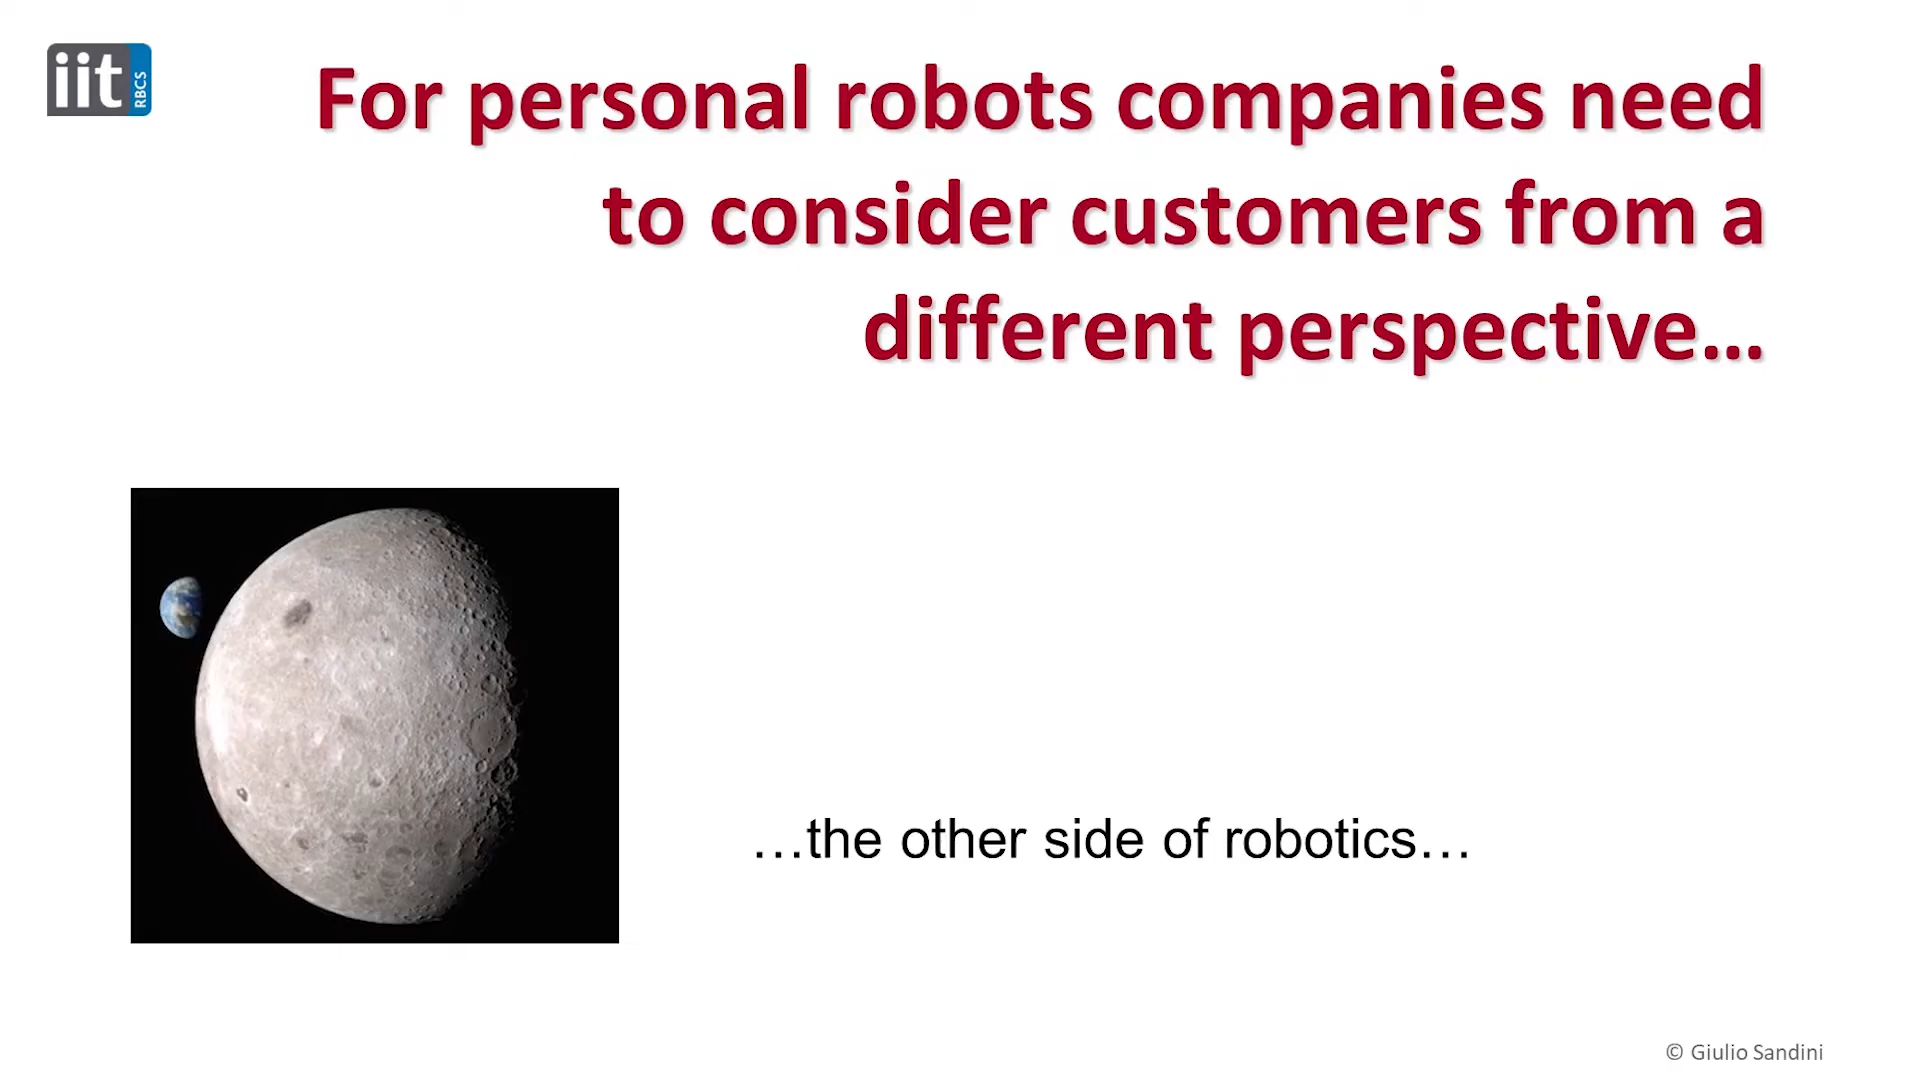 iit
RBCS
For personal robots companies need
to consider customers from a
different perspective…
…the other side of robotics…
© Giulio Sandini